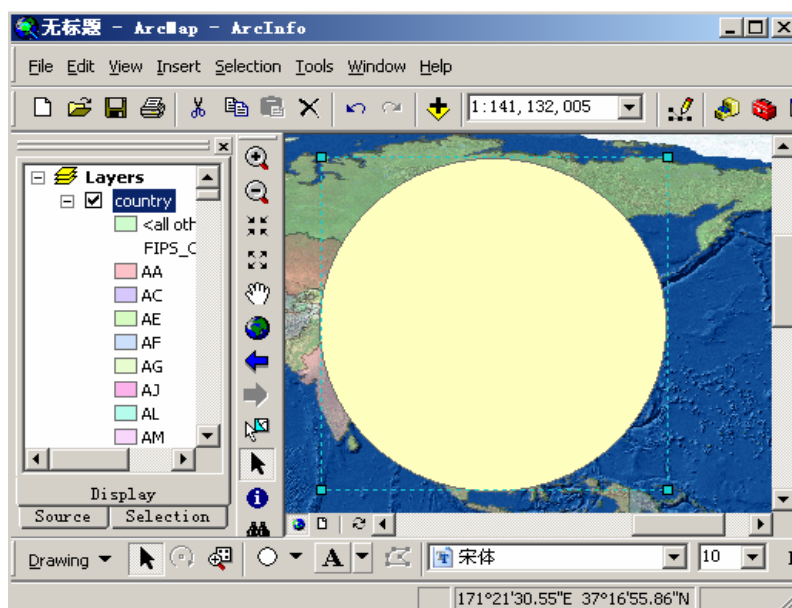 无标题 - ArcMap - ArcInfo
File Edit View Insert Selection Tools Window Help
1:141,132,005
Layers
country
<all oth
FIPS_C
AA
AC
AE
AF
AG
AJ
AL
AM
Display
Source Selection
Drawing A 宋体 10
171°21'30.55"E 37°16'55.86"N